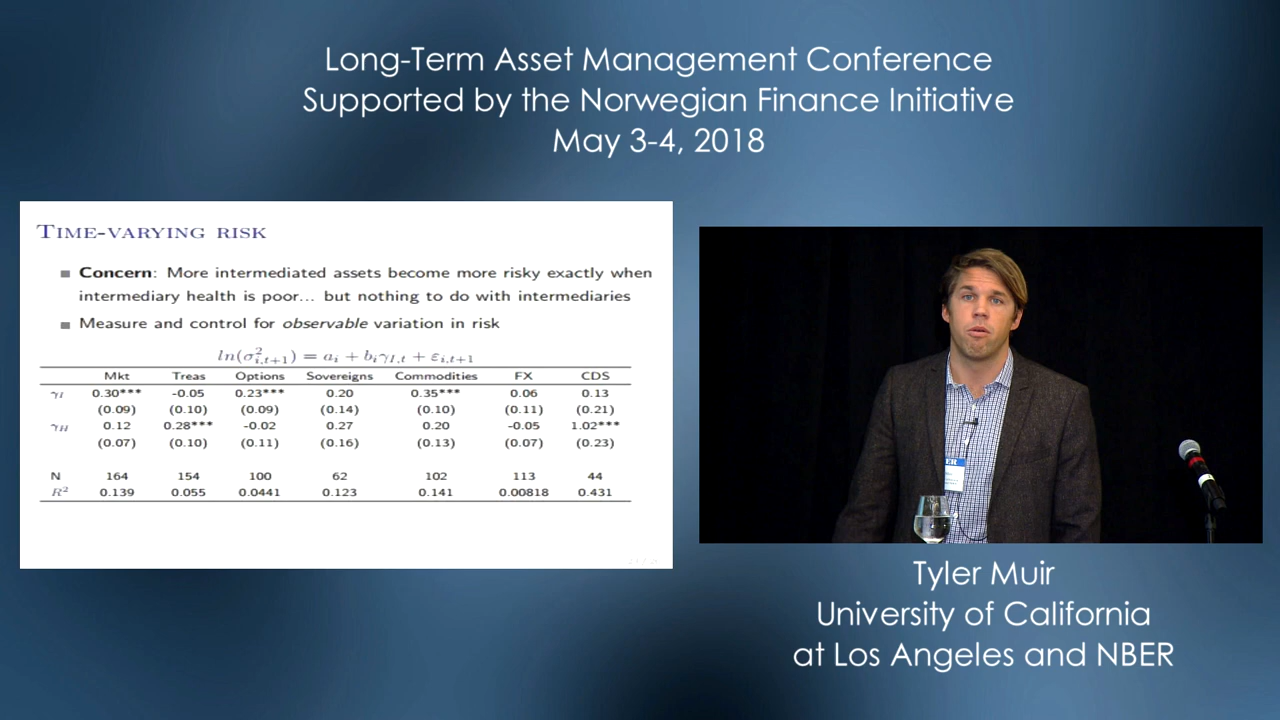 Long-Term Asset Management Conference
Supported by the Norwegian Finance Initiative
May 3-4, 2018
TIME-VARYING RISK
Concern: More intermediated assets become more risky exactly when
intermediary health is poor... but nothing to do with intermediaries
Measure and control for observable variation in risk
ln(σ²i,t+1) = ai + biγI,t + εi,t+1
Mkt Treas Options Sovereigns Commodities FX CDS
γI 0.30*** -0.05 0.23*** 0.20 0.35*** 0.06 0.13
(0.09) (0.10) (0.09) (0.14) (0.10) (0.11) (0.21)
γH 0.12 0.28*** -0.02 0.27 0.20 -0.05 1.02***
(0.07) (0.10) (0.11) (0.16) (0.13) (0.07) (0.23)
N 164 154 100 62 102 113 44
R² 0.139 0.055 0.0441 0.123 0.141 0.00818 0.431
Tyler Muir
University of California
at Los Angeles and NBER